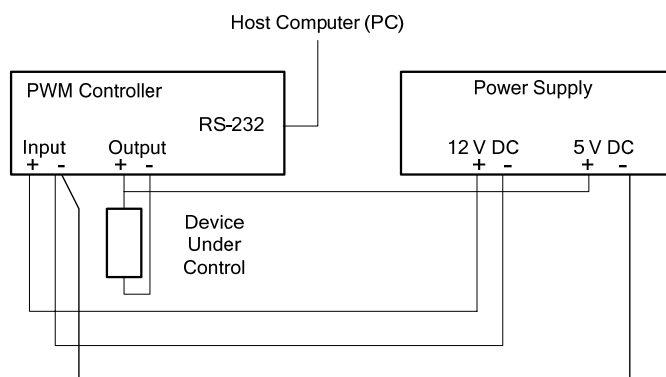 Host Computer (PC)
PWM Controller
RS-232
Input
Output
+ - + -
Power Supply
12 V DC
5 V DC
+ - + -
Device
Under
Control